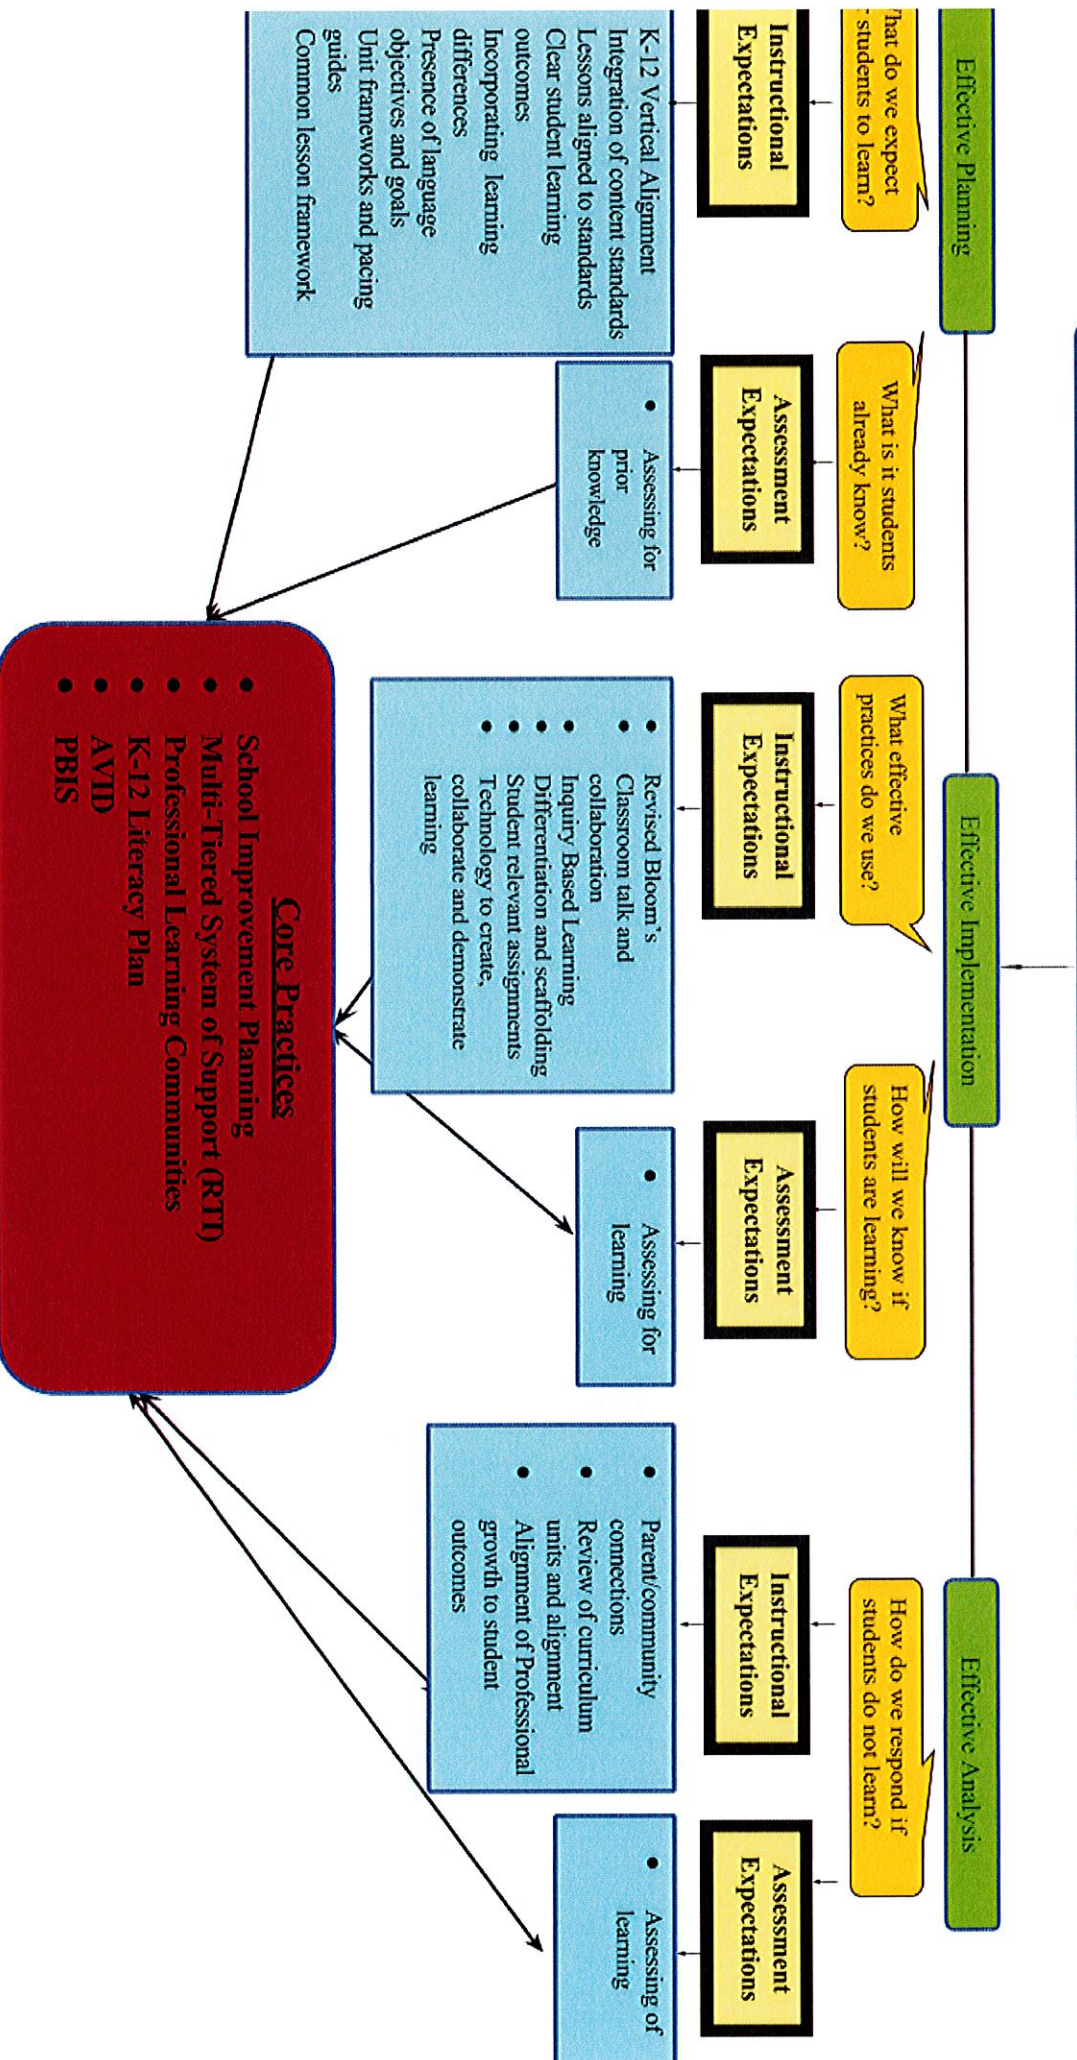 Effective Planning
Effective Implementation
Effective Analysis
What do we expect
students to learn?
What is it students
already know?
What effective
practices do we use?
How will we know if
students are learning?
How do we respond if
students do not learn?
Instructional
Expectations
Assessment
Expectations
Instructional
Expectations
Assessment
Expectations
Instructional
Expectations
Assessment
Expectations
K-12 Vertical Alignment
Integration of content standards
Lessons aligned to standards
Clear student learning
outcomes
Incorporating learning
differences
Presence of language
objectives and goals
Unit frameworks and pacing
guides
Common lesson framework
• Assessing for
prior
knowledge
• Revised Bloom's
• Classroom talk and
collaboration
• Inquiry Based Learning
• Differentiation and scaffolding
• Student relevant assignments
• Technology to create,
collaborate and demonstrate
learning
• Assessing for
learning
• Parent/community
connections
• Review of curriculum
units and alignment
• Alignment of Professional
growth to student
outcomes
• Assessing of
learning
Core Practices
• School Improvement Planning
• Multi-Tiered System of Support (RTI)
• Professional Learning Communities
• K-12 Literacy Plan
• AVID
• PBIS